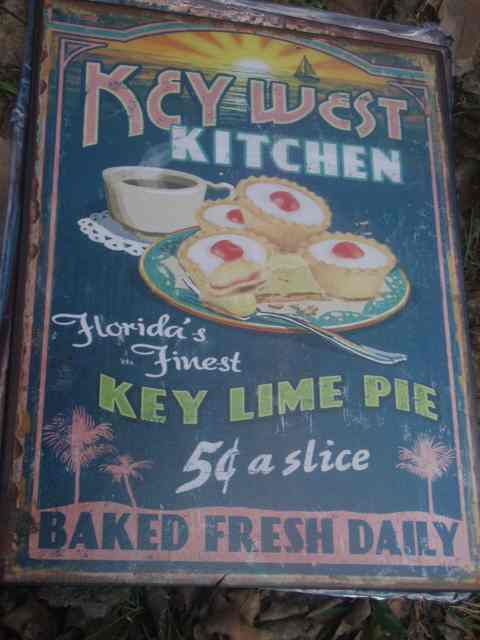 KEY WEST
KITCHEN
Florida's
Finest
KEY LIME PIE
5¢ a slice
BAKED FRESH DAILY